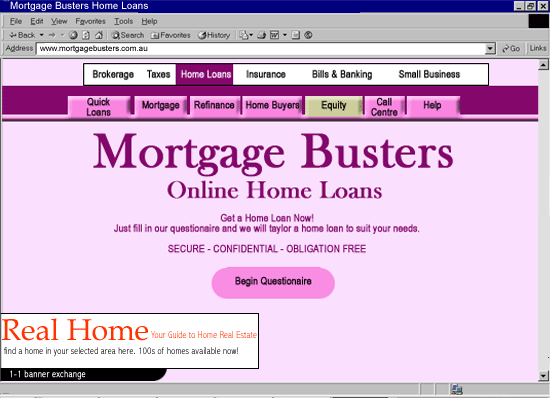 Mortgage Busters Home Loans
File Edit View Favorites Tools Help
Back Search Favorites History
Address www.mortgagebusters.com.au Go Links
Brokerage Taxes Home Loans Insurance Bills & Banking Small Business
Quick Loans Mortgage Refinance Home Buyers Equity Call Centre Help
Mortgage Busters
Online Home Loans
Get a Home Loan Now!
Just fill in our questionaire and we will taylor a home loan to suit your needs.
SECURE - CONFIDENTIAL - OBLIGATION FREE
Begin Questionaire
Real Home Your Guide to Home Real Estate
find a home in your selected area here. 100s of homes available now!
1-1 banner exchange